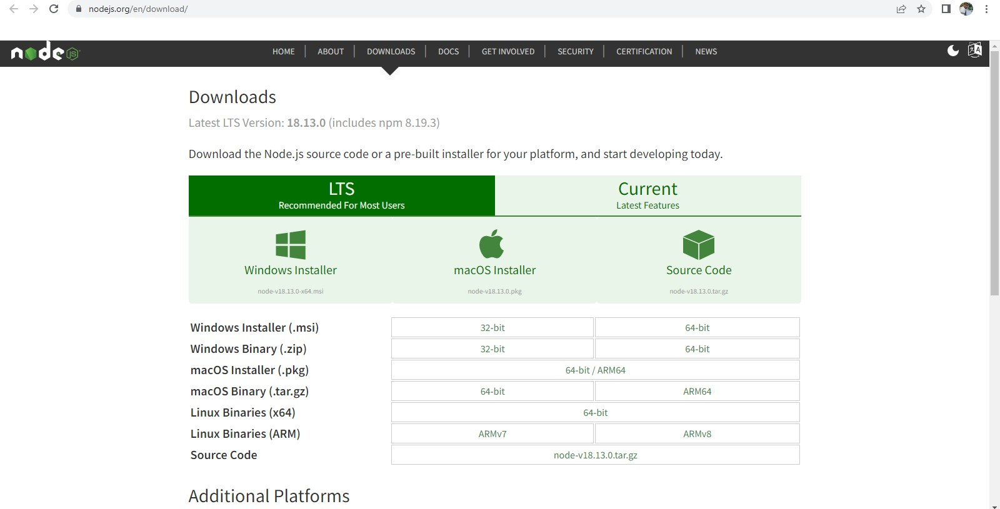 nodejs.org/en/download/
node JS
HOME | ABOUT | DOWNLOADS | DOCS | GET INVOLVED | SECURITY | CERTIFICATION | NEWS
Downloads
Latest LTS Version: 18.13.0 (includes npm 8.19.3)
Download the Node.js source code or a pre-built installer for your platform, and start developing today.
LTS
Recommended For Most Users
Current
Latest Features
Windows Installer
node-v18.13.0-x64.msi
macOS Installer
node-v18.13.0.pkg
Source Code
node-v18.13.0.tar.gz
Windows Installer (.msi) 32-bit 64-bit
Windows Binary (.zip) 32-bit 64-bit
macOS Installer (.pkg) 64-bit / ARM64
macOS Binary (.tar.gz) 64-bit ARM64
Linux Binaries (x64) 64-bit
Linux Binaries (ARM) ARMv7 ARMv8
Source Code node-v18.13.0.tar.gz
Additional Platforms